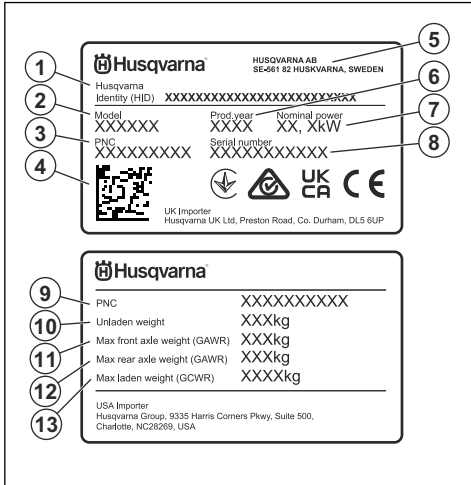 Husqvarna
HUSQVARNA AB
SE-561 82 HUSKVARNA, SWEDEN
5
1
Husqvarna
Identity (HID) XXXXXXXXXXXXXXXXXXXXXXXXXX
6
2
Model
Prod.year
Nominal power
XXXXXX
XXXX
XX, XkW
7
3
PNC
Serial number
XXXXXXXXX
XXXXXXXXXXX
8
4
UK
CA
CE
UK Importer
Husqvarna UK Ltd, Preston Road, Co. Durham, DL5 6UP
Husqvarna
9
PNC XXXXXXXXXX
10
Unladen weight XXXkg
11
Max front axle weight (GAWR) XXXkg
12
Max rear axle weight (GAWR) XXXkg
13
Max laden weight (GCWR) XXXXkg
USA Importer
Husqvarna Group, 9335 Harris Corners Pkwy, Suite 500,
Charlotte, NC28269, USA